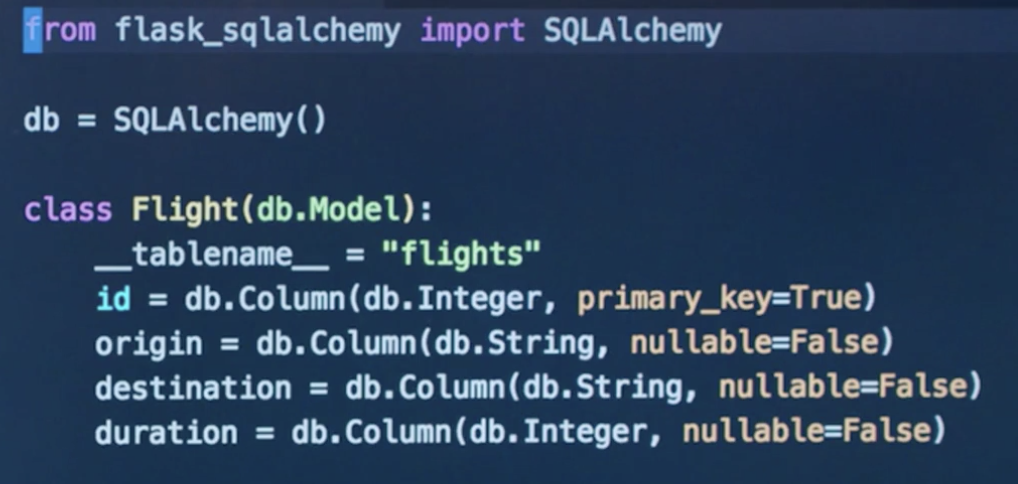 from flask_sqlalchemy import SQLAlchemy
db = SQLAlchemy()
class Flight(db.Model):
    __tablename__ = "flights"
    id = db.Column(db.Integer, primary_key=True)
    origin = db.Column(db.String, nullable=False)
    destination = db.Column(db.String, nullable=False)
    duration = db.Column(db.Integer, nullable=False)